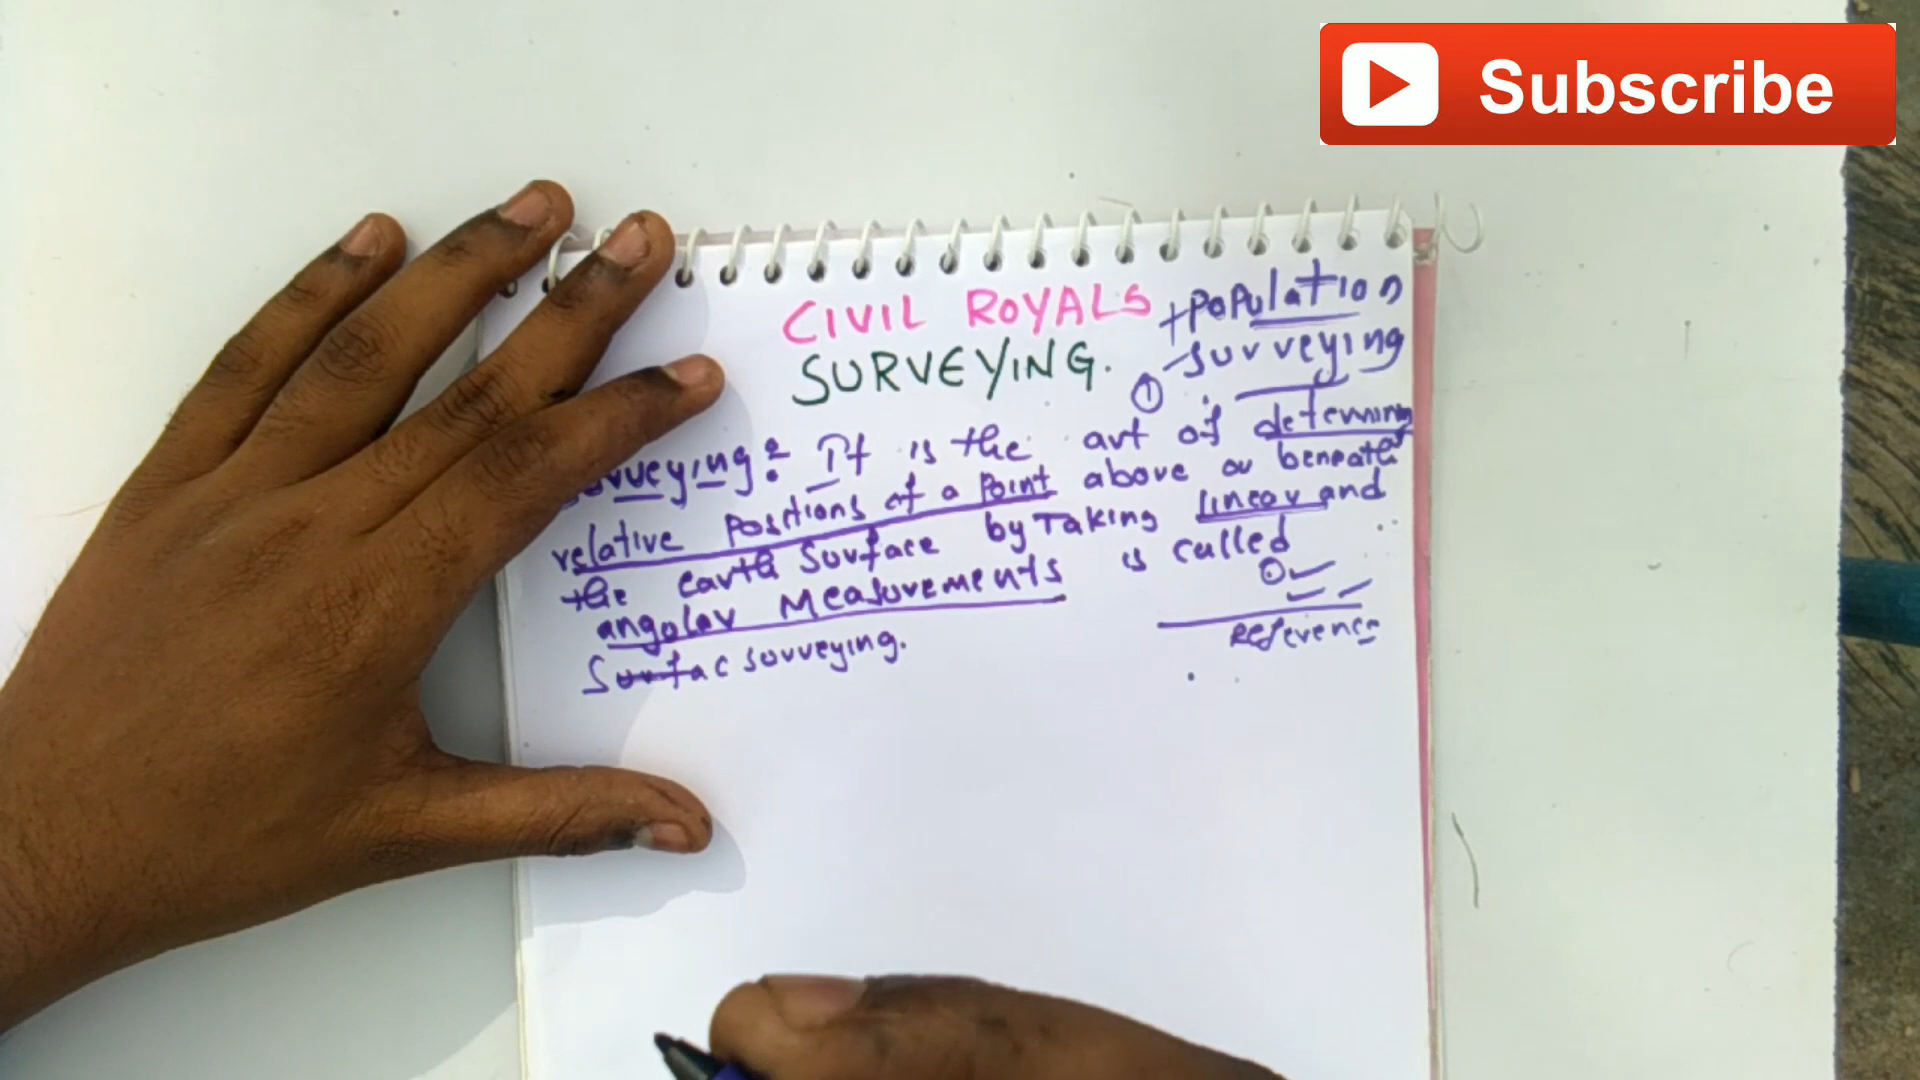 Subscribe
CIVIL ROYALS
+population
SURVEYING.
surveying
①
surveying: It is the art of determining
relative positions of a point above or beneath
the earth surface by Taking linear and
angular Measurements is called
Surfac surveying.
Reference